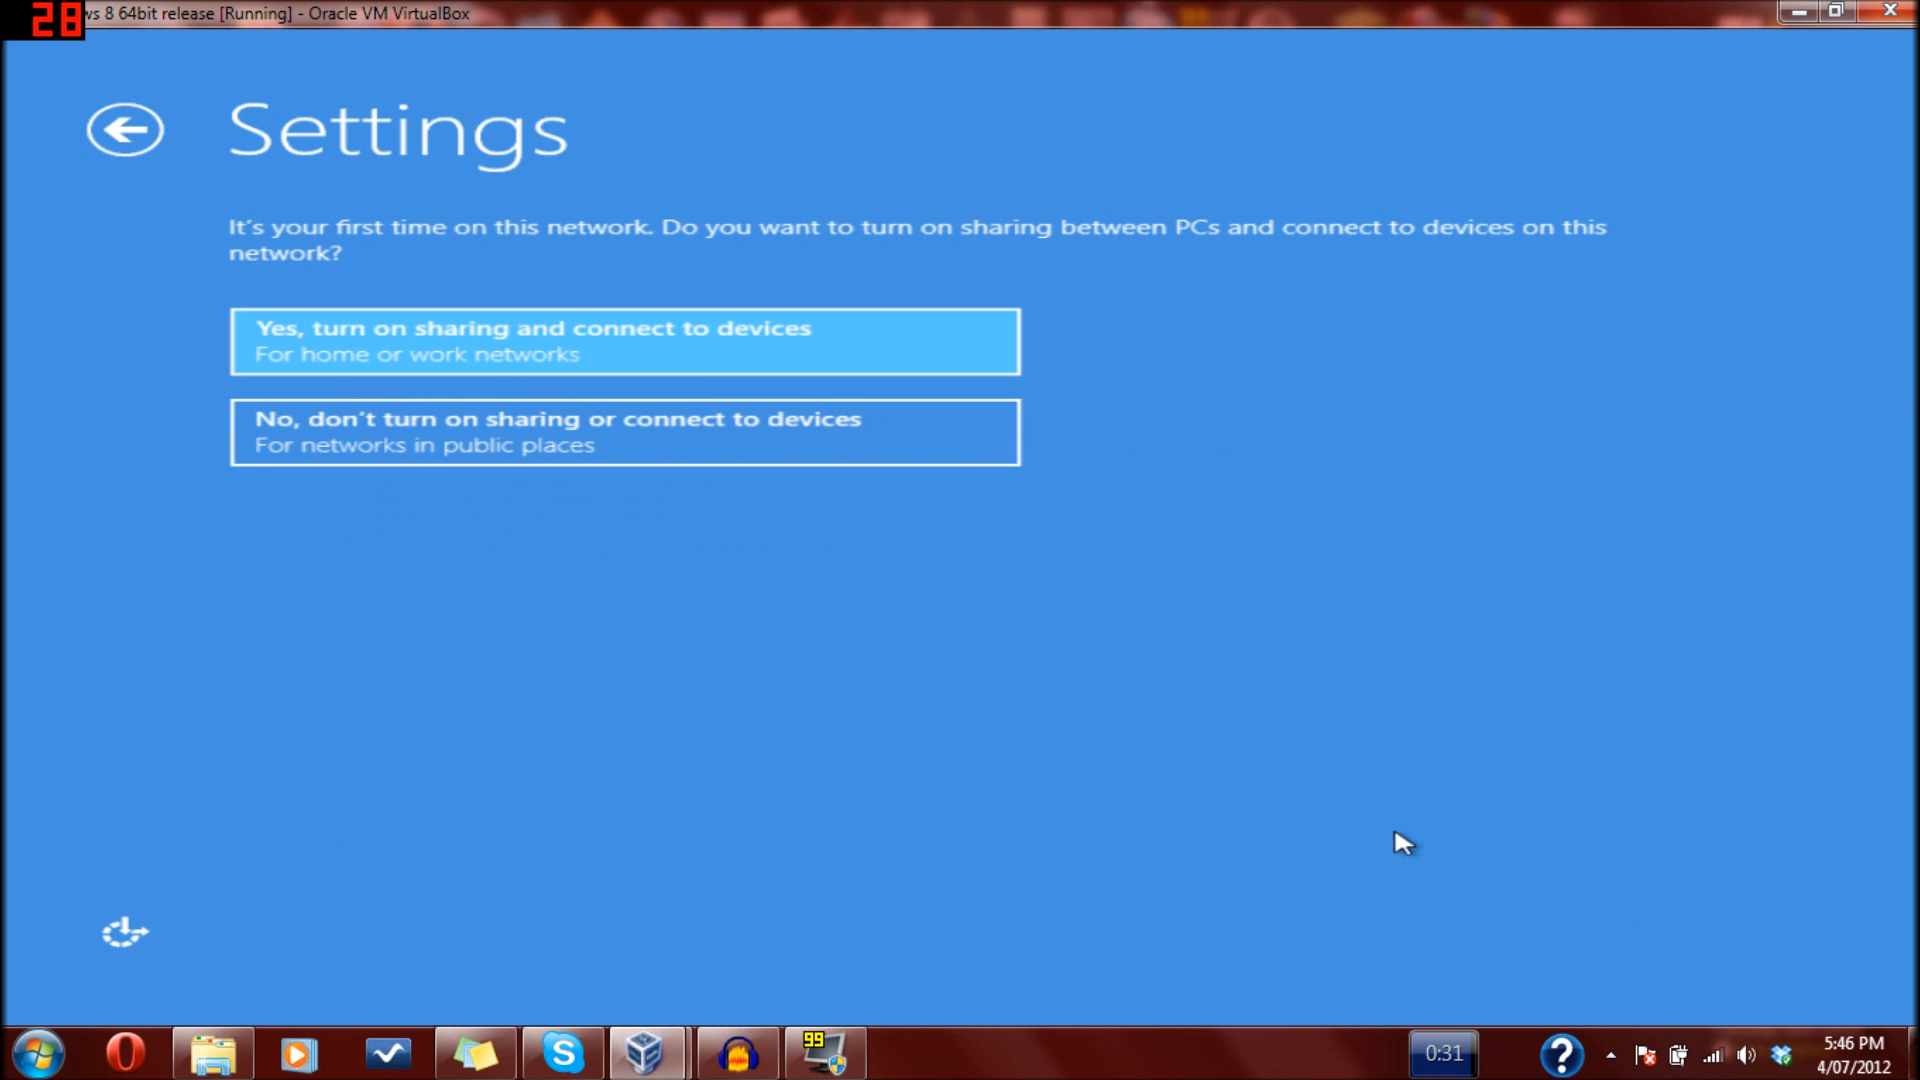 28
ws 8 64bit release [Running] - Oracle VM VirtualBox
Settings
It's your first time on this network. Do you want to turn on sharing between PCs and connect to devices on this
network?
Yes, turn on sharing and connect to devices
For home or work networks
No, don't turn on sharing or connect to devices
For networks in public places
99
0:31
5:46 PM
4/07/2012